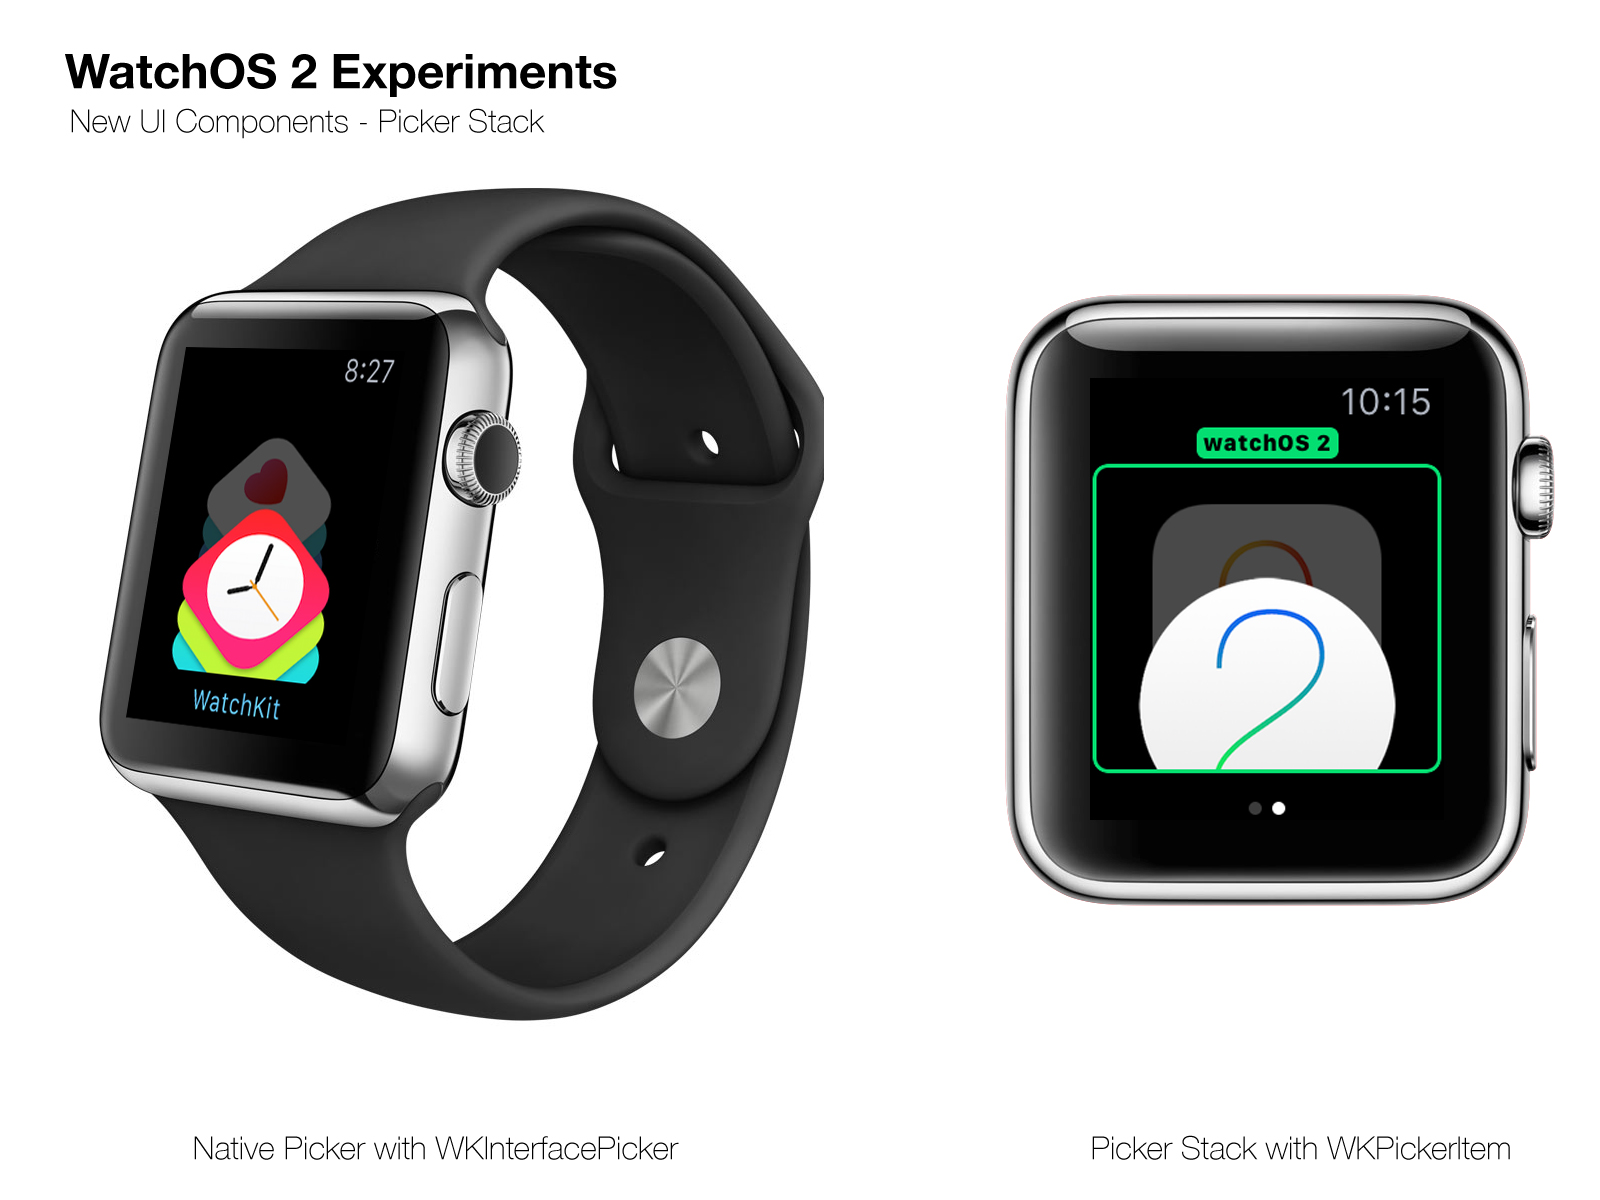 WatchOS 2 Experiments
New UI Components - Picker Stack
8:27
WatchKit
10:15
watchOS 2
2
Native Picker with WKInterfacePicker
Picker Stack with WKPickerItem